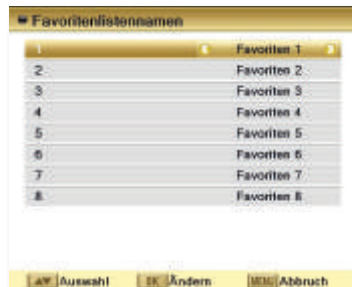 Favoritenlistennamen
1 Favoriten 1
2 Favoriten 2
3 Favoriten 3
4 Favoriten 4
5 Favoriten 5
6 Favoriten 6
7 Favoriten 7
8 Favoriten 8
▲▼ Auswahl OK Ändern MENU Abbruch